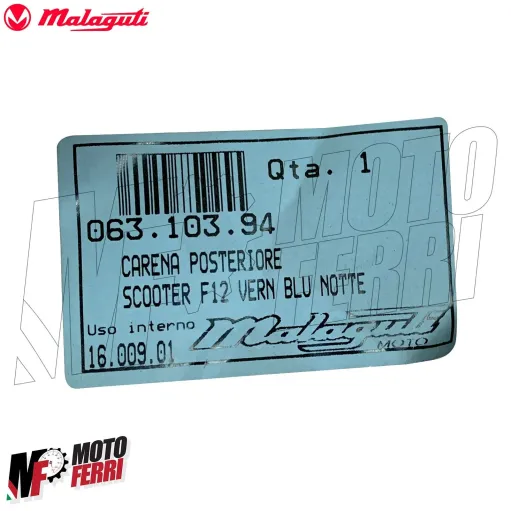 Malaguti
Qta. 1
063.103.94
CARENA POSTERIORE
SCOOTER F12 VERN BLU NOTTE
Uso interno
16.009.01
Malaguti
MOTO
MOTO
FERRI
MF
MOTO
FERRI